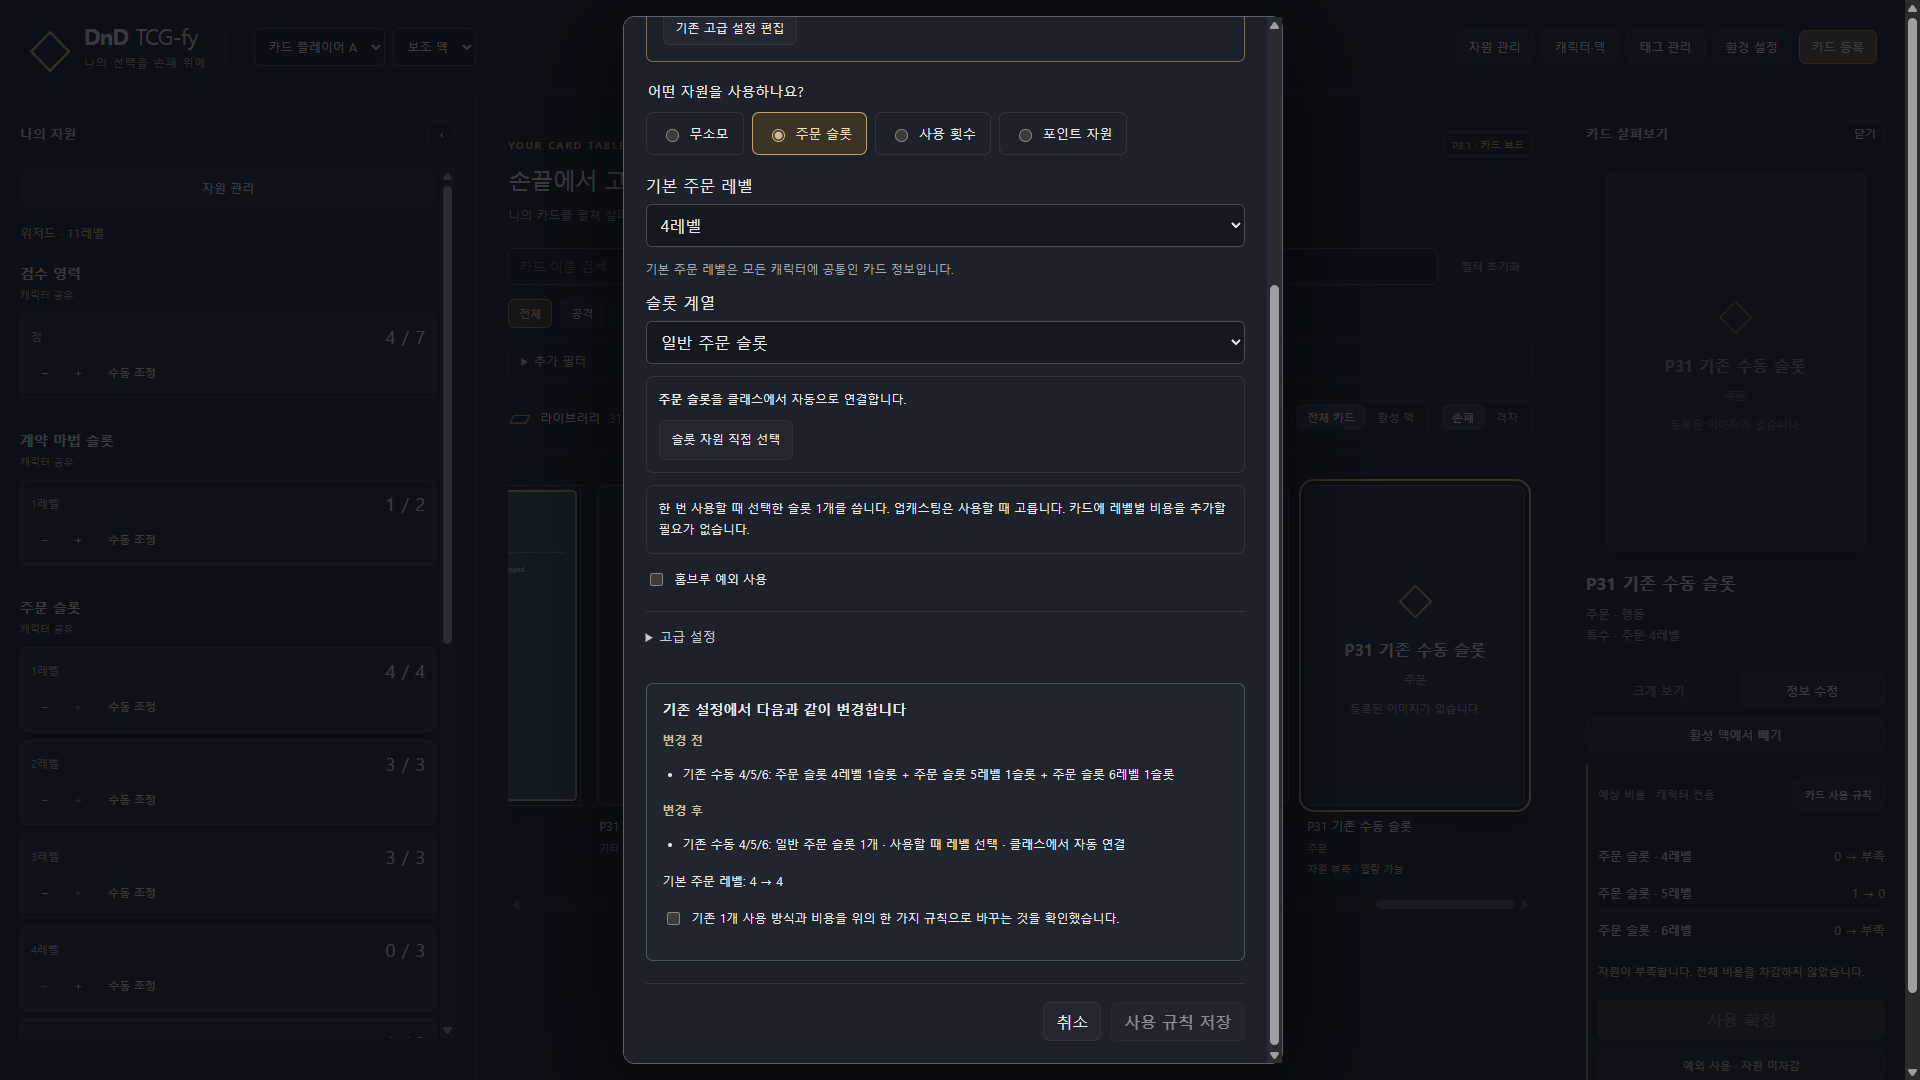 DnD TCG-fy
나의 선택을 손패 위에
카드 플레이어 A
보조 덱
자원 관리
캐릭터·덱
태그 관리
환경 설정
카드 등록
나의 자원
자원 관리
위저드 · 11레벨
검수 영력
캐릭터 공유
점
4 / 7
−
+
수동 조정
계약 마법 슬롯
캐릭터 공유
1레벨
1 / 2
−
+
수동 조정
주문 슬롯
캐릭터 공유
1레벨
4 / 4
−
+
수동 조정
2레벨
3 / 3
−
+
수동 조정
3레벨
3 / 3
−
+
수동 조정
4레벨
0 / 3
−
+
수동 조정
YOUR CARD TABLE
손끝에서 고
나의 카드를 펼쳐 살펴
카드 이름 검색
전체
공격
추가 필터
라이브러리 31
P31
기타
기존 고급 설정 편집
어떤 자원을 사용하나요?
무소모
주문 슬롯
사용 횟수
포인트 자원
기본 주문 레벨
4레벨
기본 주문 레벨은 모든 캐릭터에 공통인 카드 정보입니다.
슬롯 계열
일반 주문 슬롯
주문 슬롯을 클래스에서 자동으로 연결합니다.
슬롯 자원 직접 선택
한 번 사용할 때 선택한 슬롯 1개를 씁니다. 업캐스팅은 사용할 때 고릅니다. 카드에 레벨별 비용을 추가할
필요가 없습니다.
홈브루 예외 사용
고급 설정
기존 설정에서 다음과 같이 변경합니다
변경 전
기존 수동 4/5/6: 주문 슬롯 4레벨 1슬롯 + 주문 슬롯 5레벨 1슬롯 + 주문 슬롯 6레벨 1슬롯
변경 후
기존 수동 4/5/6: 일반 주문 슬롯 1개 · 사용할 때 레벨 선택 · 클래스에서 자동 연결
기본 주문 레벨: 4 → 4
기존 1개 사용 방식과 비용을 위의 한 가지 규칙으로 바꾸는 것을 확인했습니다.
취소
사용 규칙 저장
P3.1 · 카드 보드
필터 초기화
전체 카드
활성 덱
손패
격자
P31 기존 수동 슬롯
주문
등록된 이미지가 없습니다.
P31 기존 수동 슬롯
주문
자원 부족 · 열람 가능
카드 살펴보기
닫기
P31 기존 수동 슬롯
주문
등록된 이미지가 없습니다
P31 기존 수동 슬롯
주문 · 행동
특수 · 주문 4레벨
크게 보기
정보 수정
활성 덱에서 빼기
예상 비용 · 캐릭터 전용
카드 사용 규칙
주문 슬롯 · 4레벨
0 → 부족
주문 슬롯 · 5레벨
1 → 0
주문 슬롯 · 6레벨
0 → 부족
자원이 부족합니다. 전체 비용을 차감하지 않았습니다.
사용 확정
예외 사용 · 자원 미차감